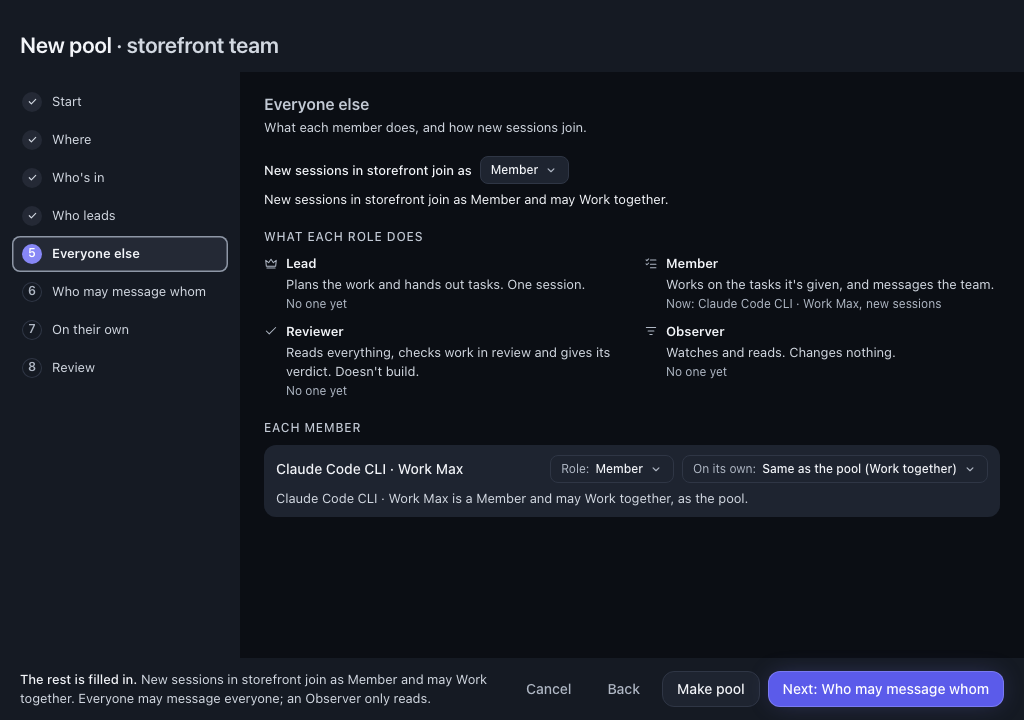 New pool · storefront team
Start
Where
Who's in
Who leads
5 Everyone else
6 Who may message whom
7 On their own
8 Review
Everyone else
What each member does, and how new sessions join.
New sessions in storefront join as Member
New sessions in storefront join as Member and may Work together.
WHAT EACH ROLE DOES
Lead
Plans the work and hands out tasks. One session.
No one yet
Member
Works on the tasks it's given, and messages the team.
Now: Claude Code CLI · Work Max, new sessions
Reviewer
Reads everything, checks work in review and gives its
verdict. Doesn't build.
No one yet
Observer
Watches and reads. Changes nothing.
No one yet
EACH MEMBER
Claude Code CLI · Work Max Role: Member On its own: Same as the pool (Work together)
Claude Code CLI · Work Max is a Member and may Work together, as the pool.
The rest is filled in. New sessions in storefront join as Member and may Work
together. Everyone may message everyone; an Observer only reads.
Cancel Back Make pool Next: Who may message whom